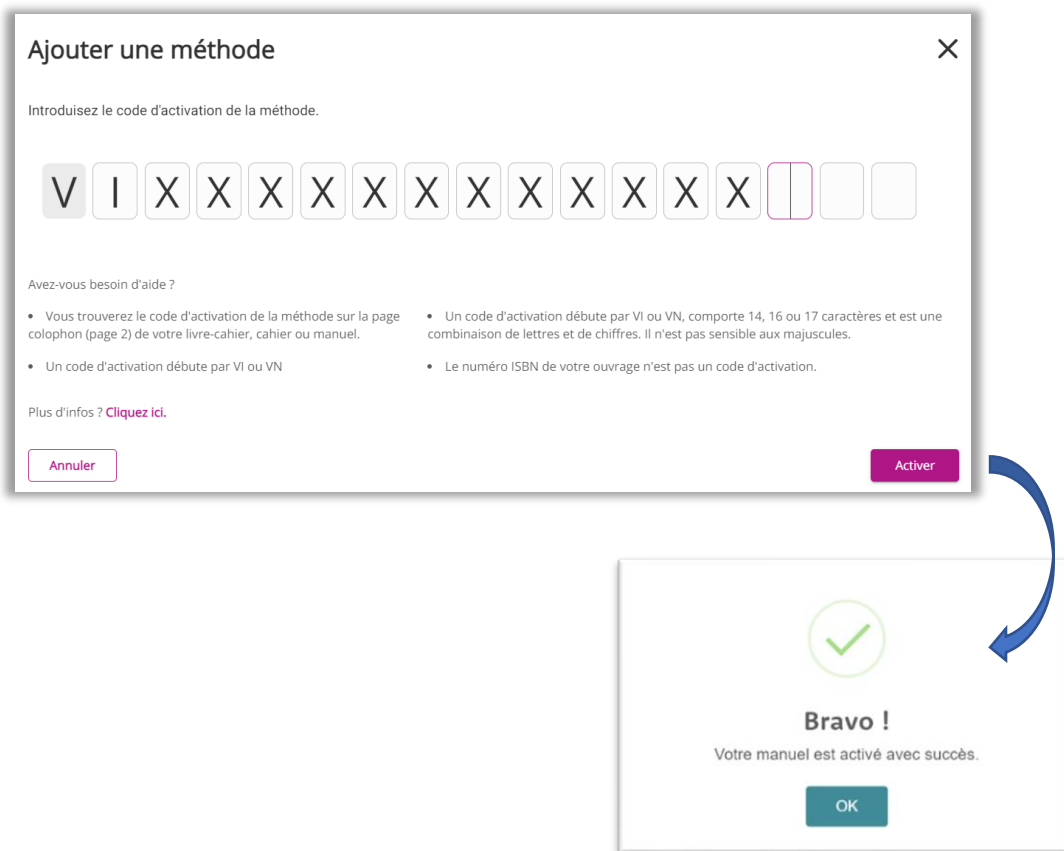 Ajouter une méthode
Introduisez le code d'activation de la méthode.
V I X X X X X X X X X X X X
Avez-vous besoin d'aide ?
• Vous trouverez le code d'activation de la méthode sur la page
colophon (page 2) de votre livre-cahier, cahier ou manuel.
• Un code d'activation débute par VI ou VN
• Un code d'activation débute par VI ou VN, comporte 14, 16 ou 17 caractères et est une
combinaison de lettres et de chiffres. Il n'est pas sensible aux majuscules.
• Le numéro ISBN de votre ouvrage n'est pas un code d'activation.
Plus d'infos ? Cliquez ici.
Annuler
Activer
Bravo !
Votre manuel est activé avec succès.
OK